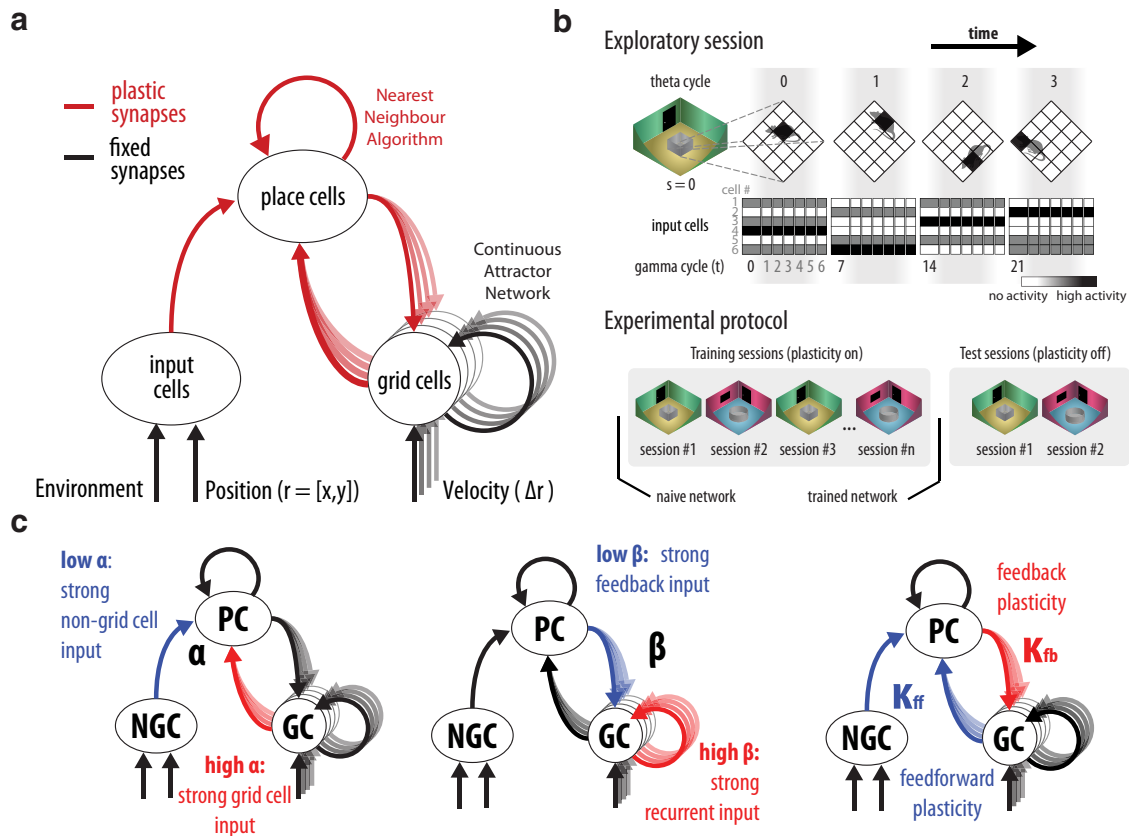 a
plastic
synapses
fixed
synapses
Nearest
Neighbour
Algorithm
place cells
Continuous
Attractor
Network
input
cells
grid cells
Environment
Position (r = [x,y])
Velocity ( Δr )
b
Exploratory session
time
theta cycle
0
1
2
3
s = 0
cell #
1
2
3
4
5
6
input cells
gamma cycle (t)
0 1 2 3 4 5 6
7
14
21
no activity
high activity
Experimental protocol
Training sessions (plasticity on)
Test sessions (plasticity off)
...
session #1
session #2
session #3
session #n
session #1
session #2
naive network
trained network
c
low α:
strong
non-grid cell
input
PC
α
NGC
GC
high α:
strong grid cell
input
low β: strong
feedback input
PC
β
NGC
GC
high β:
strong
recurrent input
feedback
plasticity
PC
Kfb
Kff
NGC
GC
feedforward
plasticity